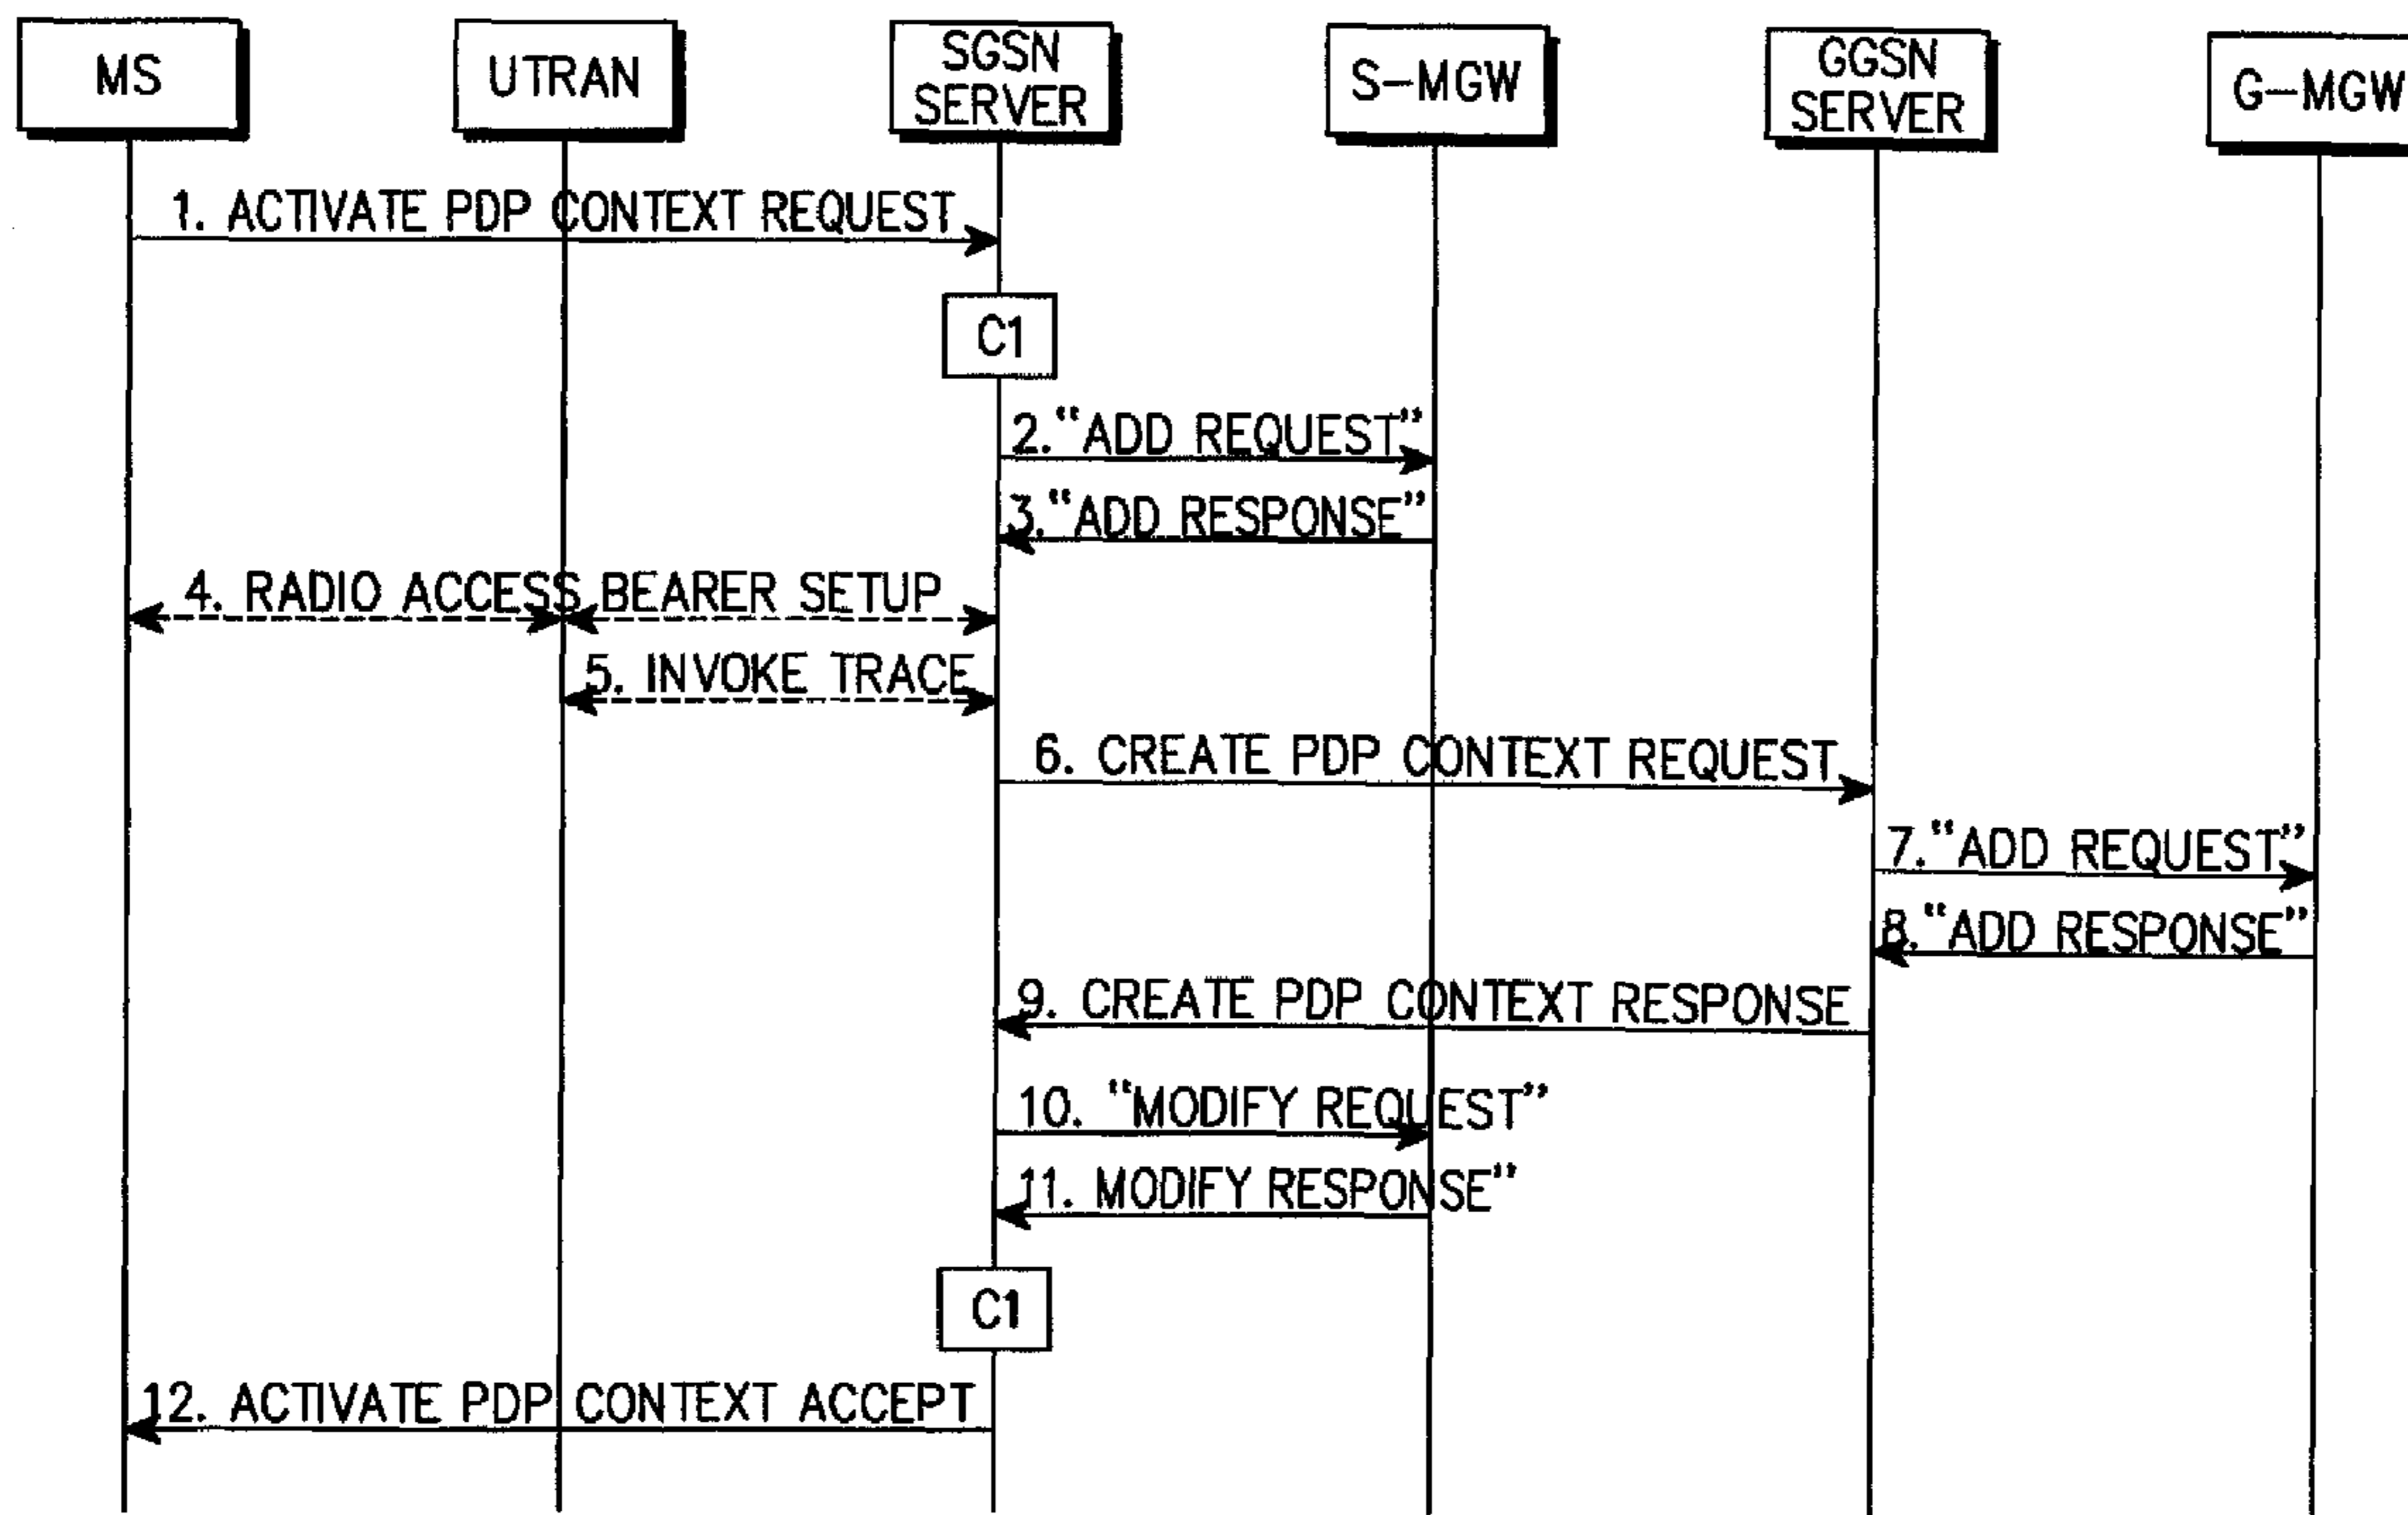 MS
UTRAN
SGSN
SERVER
S-MGW
GGSN
SERVER
G-MGW
1. ACTIVATE PDP CONTEXT REQUEST
C1
2. “ADD REQUEST”
3. “ADD RESPONSE”
4. RADIO ACCESS BEARER SETUP
5. INVOKE TRACE
6. CREATE PDP CONTEXT REQUEST
7. “ADD REQUEST”
8. “ADD RESPONSE”
9. CREATE PDP CONTEXT RESPONSE
10. “MODIFY REQUEST”
11. MODIFY RESPONSE”
C1
12. ACTIVATE PDP CONTEXT ACCEPT